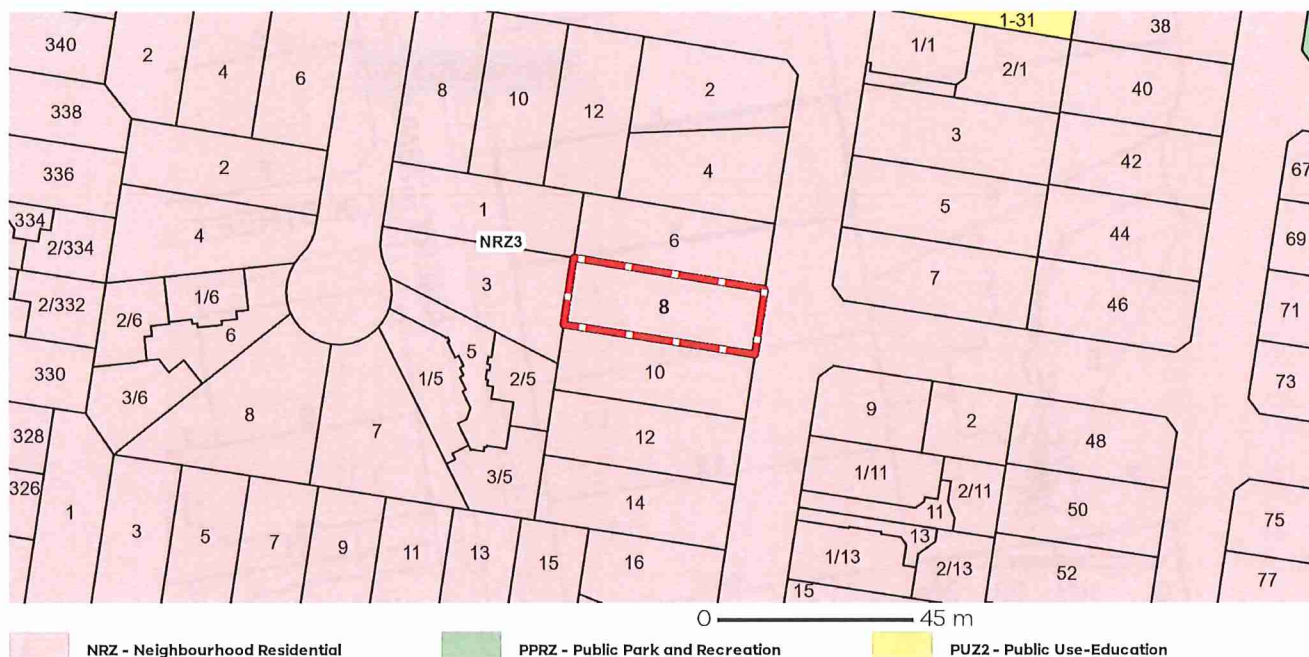 340 2 4 6 8 10 12 2 1/1 1-31 38
2/1 40
338 3 42
336 2 4 67
334 2/334 4 1 5 44 69
NRZ3 6
3 7 46 71
2/332 2/6 1/6 8
6
330 3/6 1/5 5 2/5 10 73
8 7 9 2 48
328 12
326 3/5 1/11 2/11 50 75
1 3 5 7 9 11 13 15 14 11
16 1/13 13 2/13 52 77
15
0 45 m
NRZ - Neighbourhood Residential PPRZ - Public Park and Recreation PUZ2 - Public Use-Education